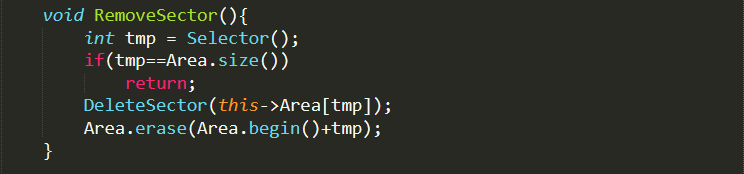 void RemoveSector(){
    int tmp = Selector();
    if(tmp==Area.size())
        return;
    DeleteSector(this->Area[tmp]);
    Area.erase(Area.begin()+tmp);
}